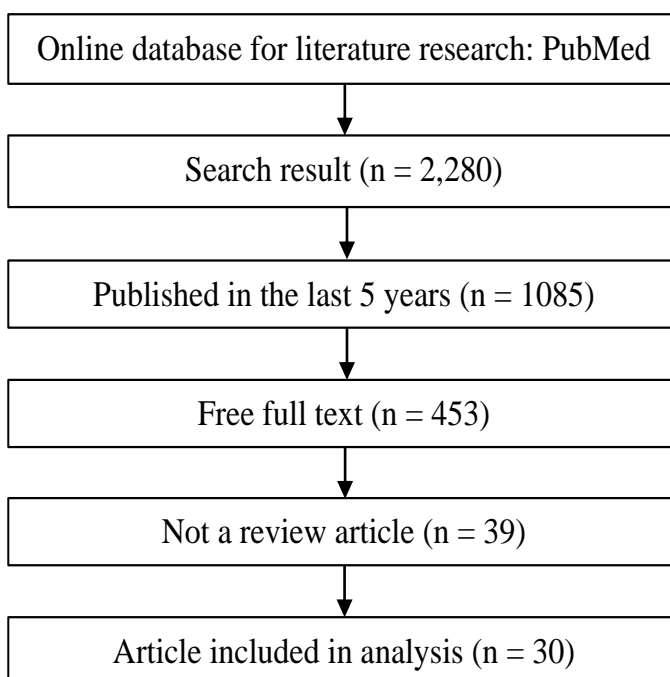 Online database for literature research: PubMed
Search result (n = 2,280)
Published in the last 5 years (n = 1085)
Free full text (n = 453)
Not a review article (n = 39)
Article included in analysis (n = 30)